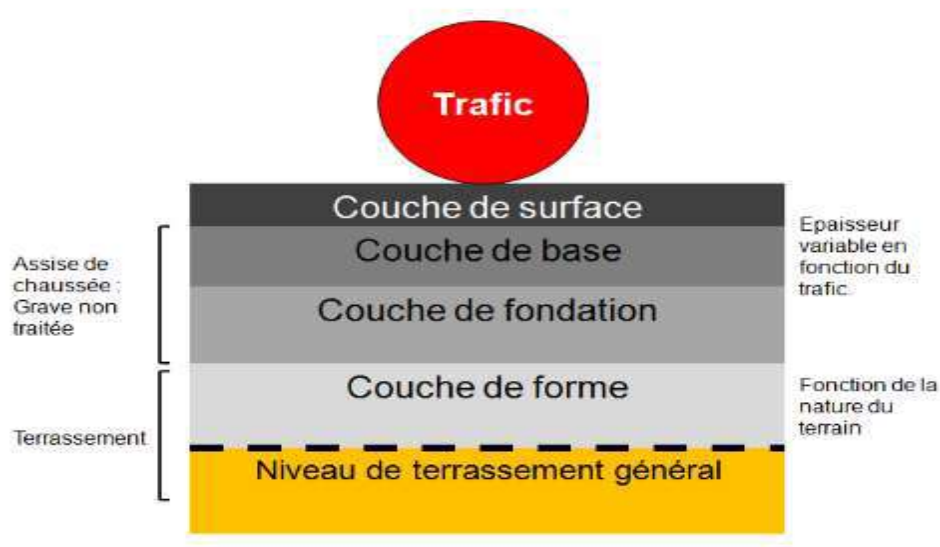 Trafic
Couche de surface
Couche de base
Couche de fondation
Couche de forme
Niveau de terrassement général
Assise de
chaussée :
Grave non
traitée
Terrassement
Epaisseur
variable en
fonction du
trafic.
Fonction de la
nature du
terrain